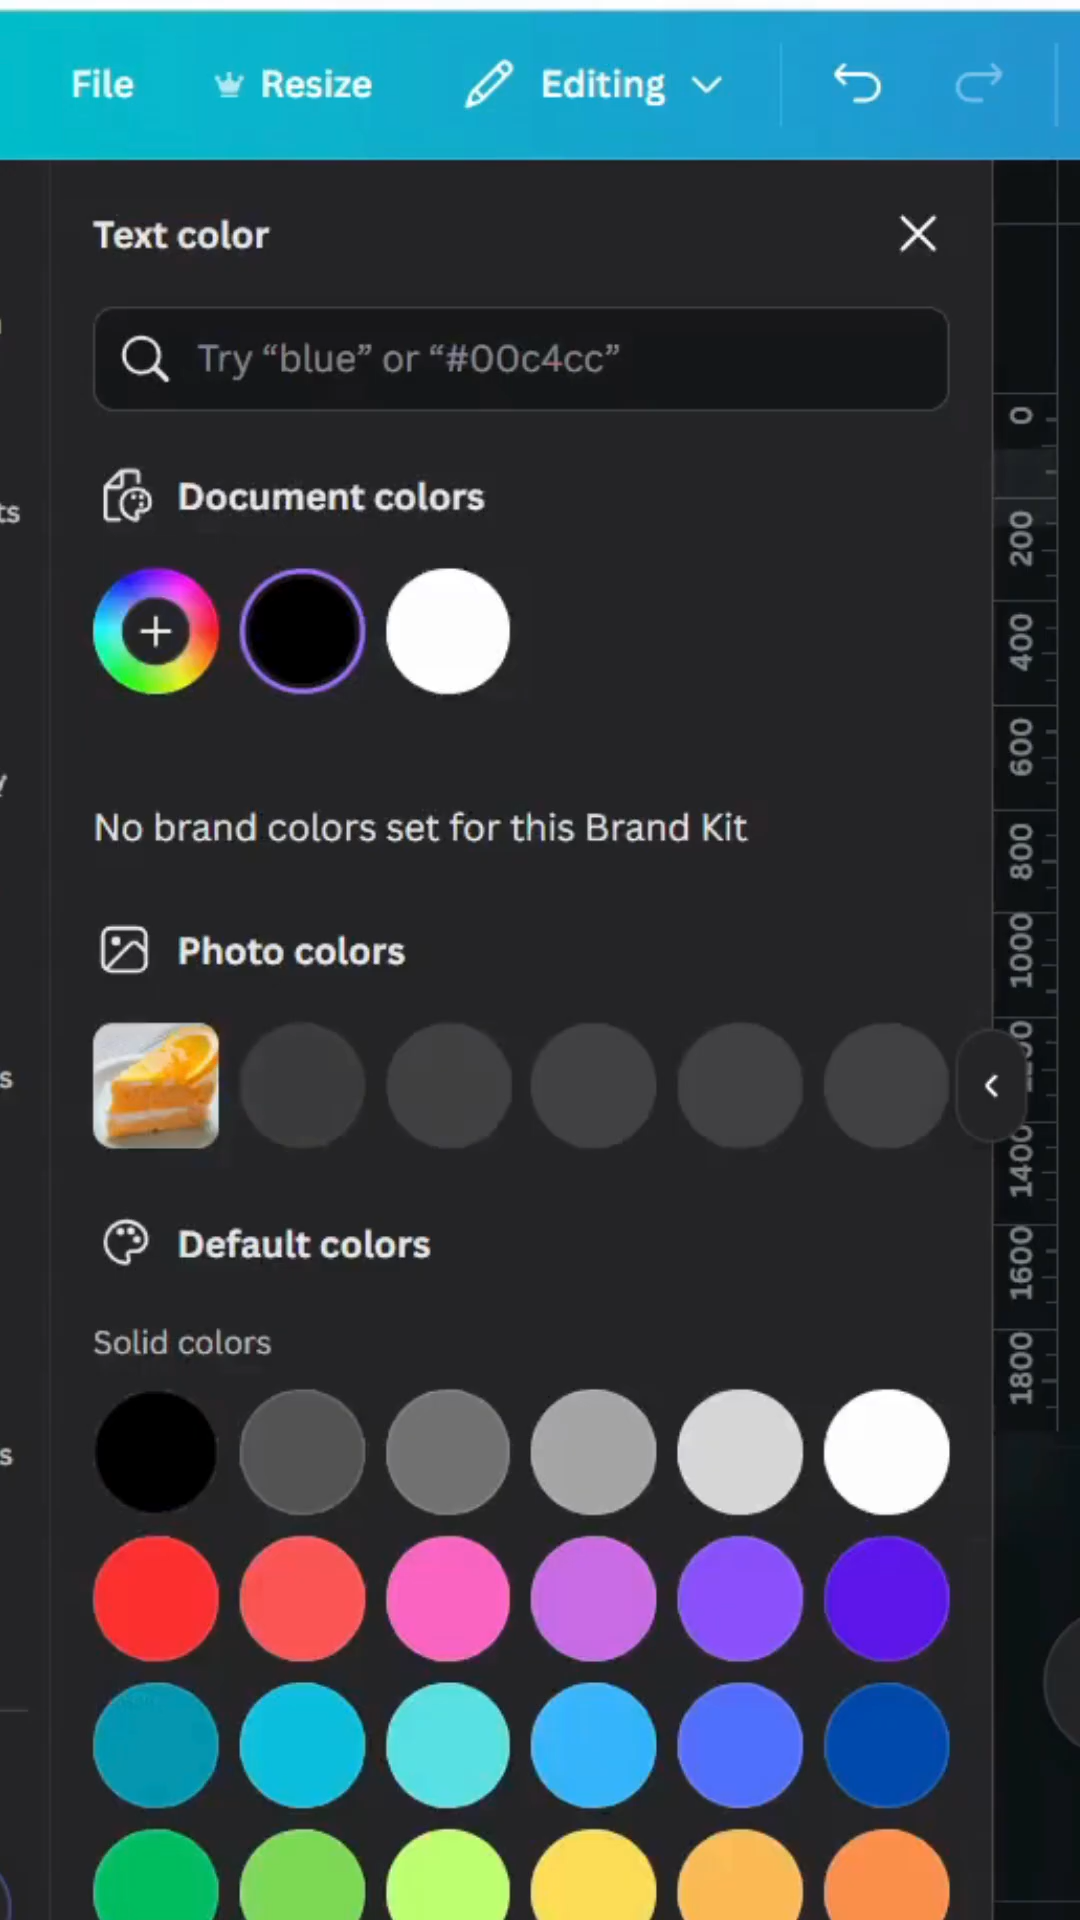 File Resize Editing
Text color
Try “blue” or “#00c4cc”
Document colors
No brand colors set for this Brand Kit
Photo colors
Default colors
Solid colors
0
200
400
600
800
1000
1400
1600
1800
ts
s
s